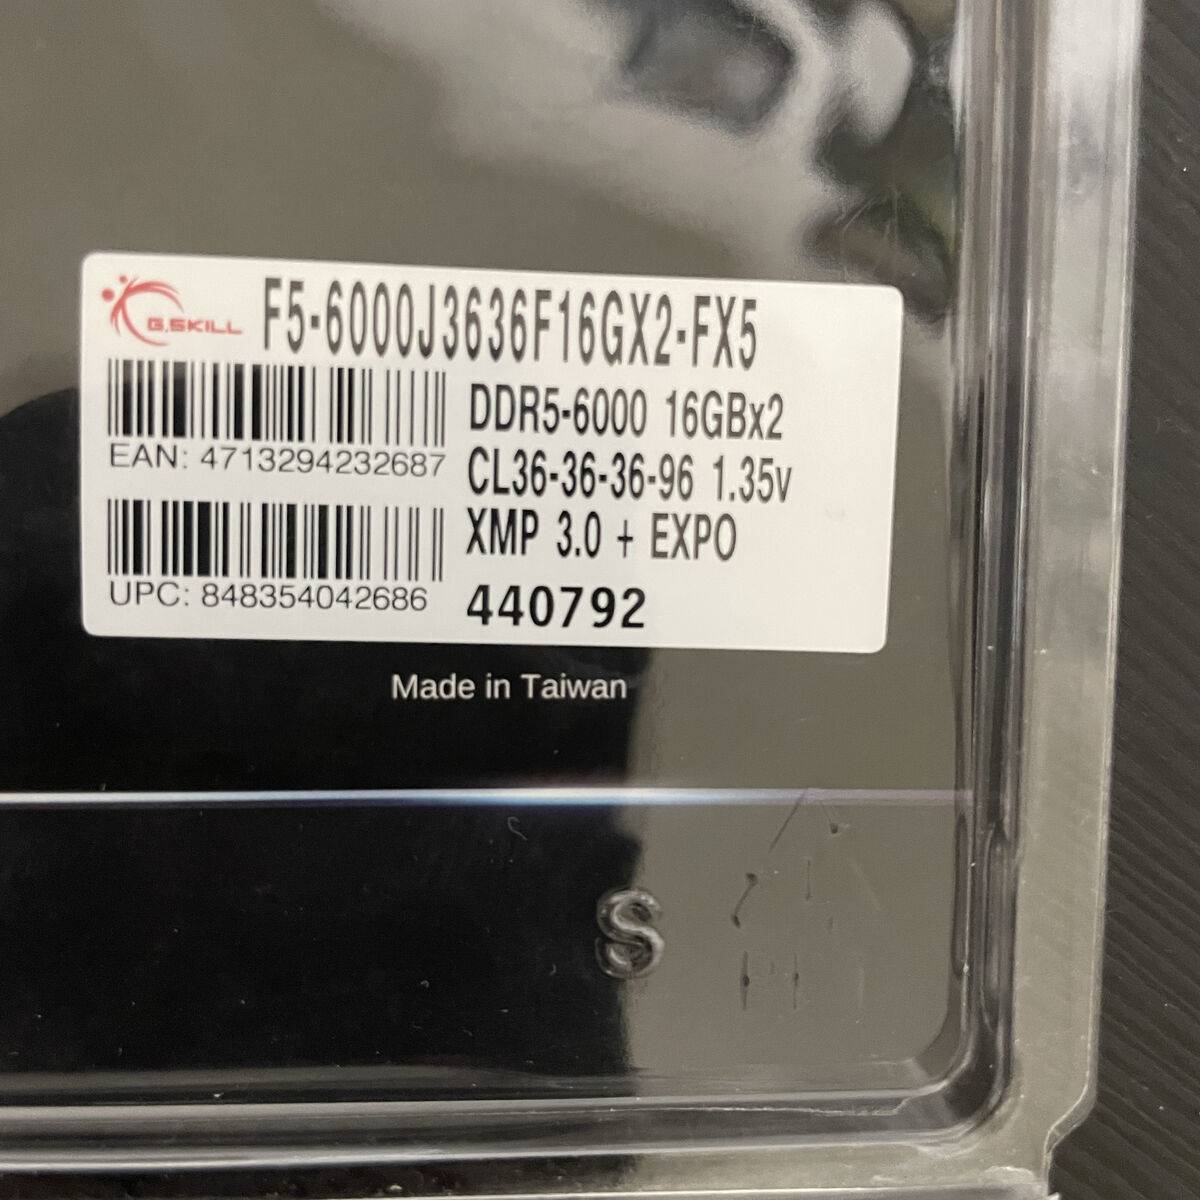 G.SKILL F5-6000J3636F16GX2-FX5
DDR5-6000 16GBx2
EAN: 4713294232687
CL36-36-36-96 1.35v
XMP 3.0 + EXPO
UPC: 848354042686
440792
Made in Taiwan
S